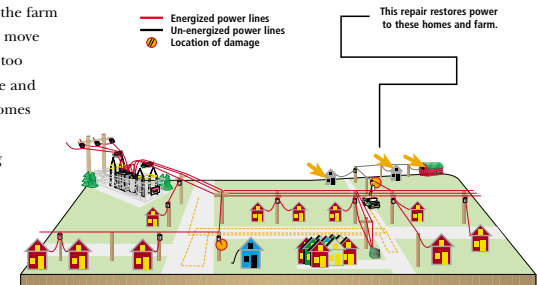 the farm
move
too
e and
omes
g
Energized power lines
Un-energized power lines
Location of damage
This repair restores power
to these homes and farm.